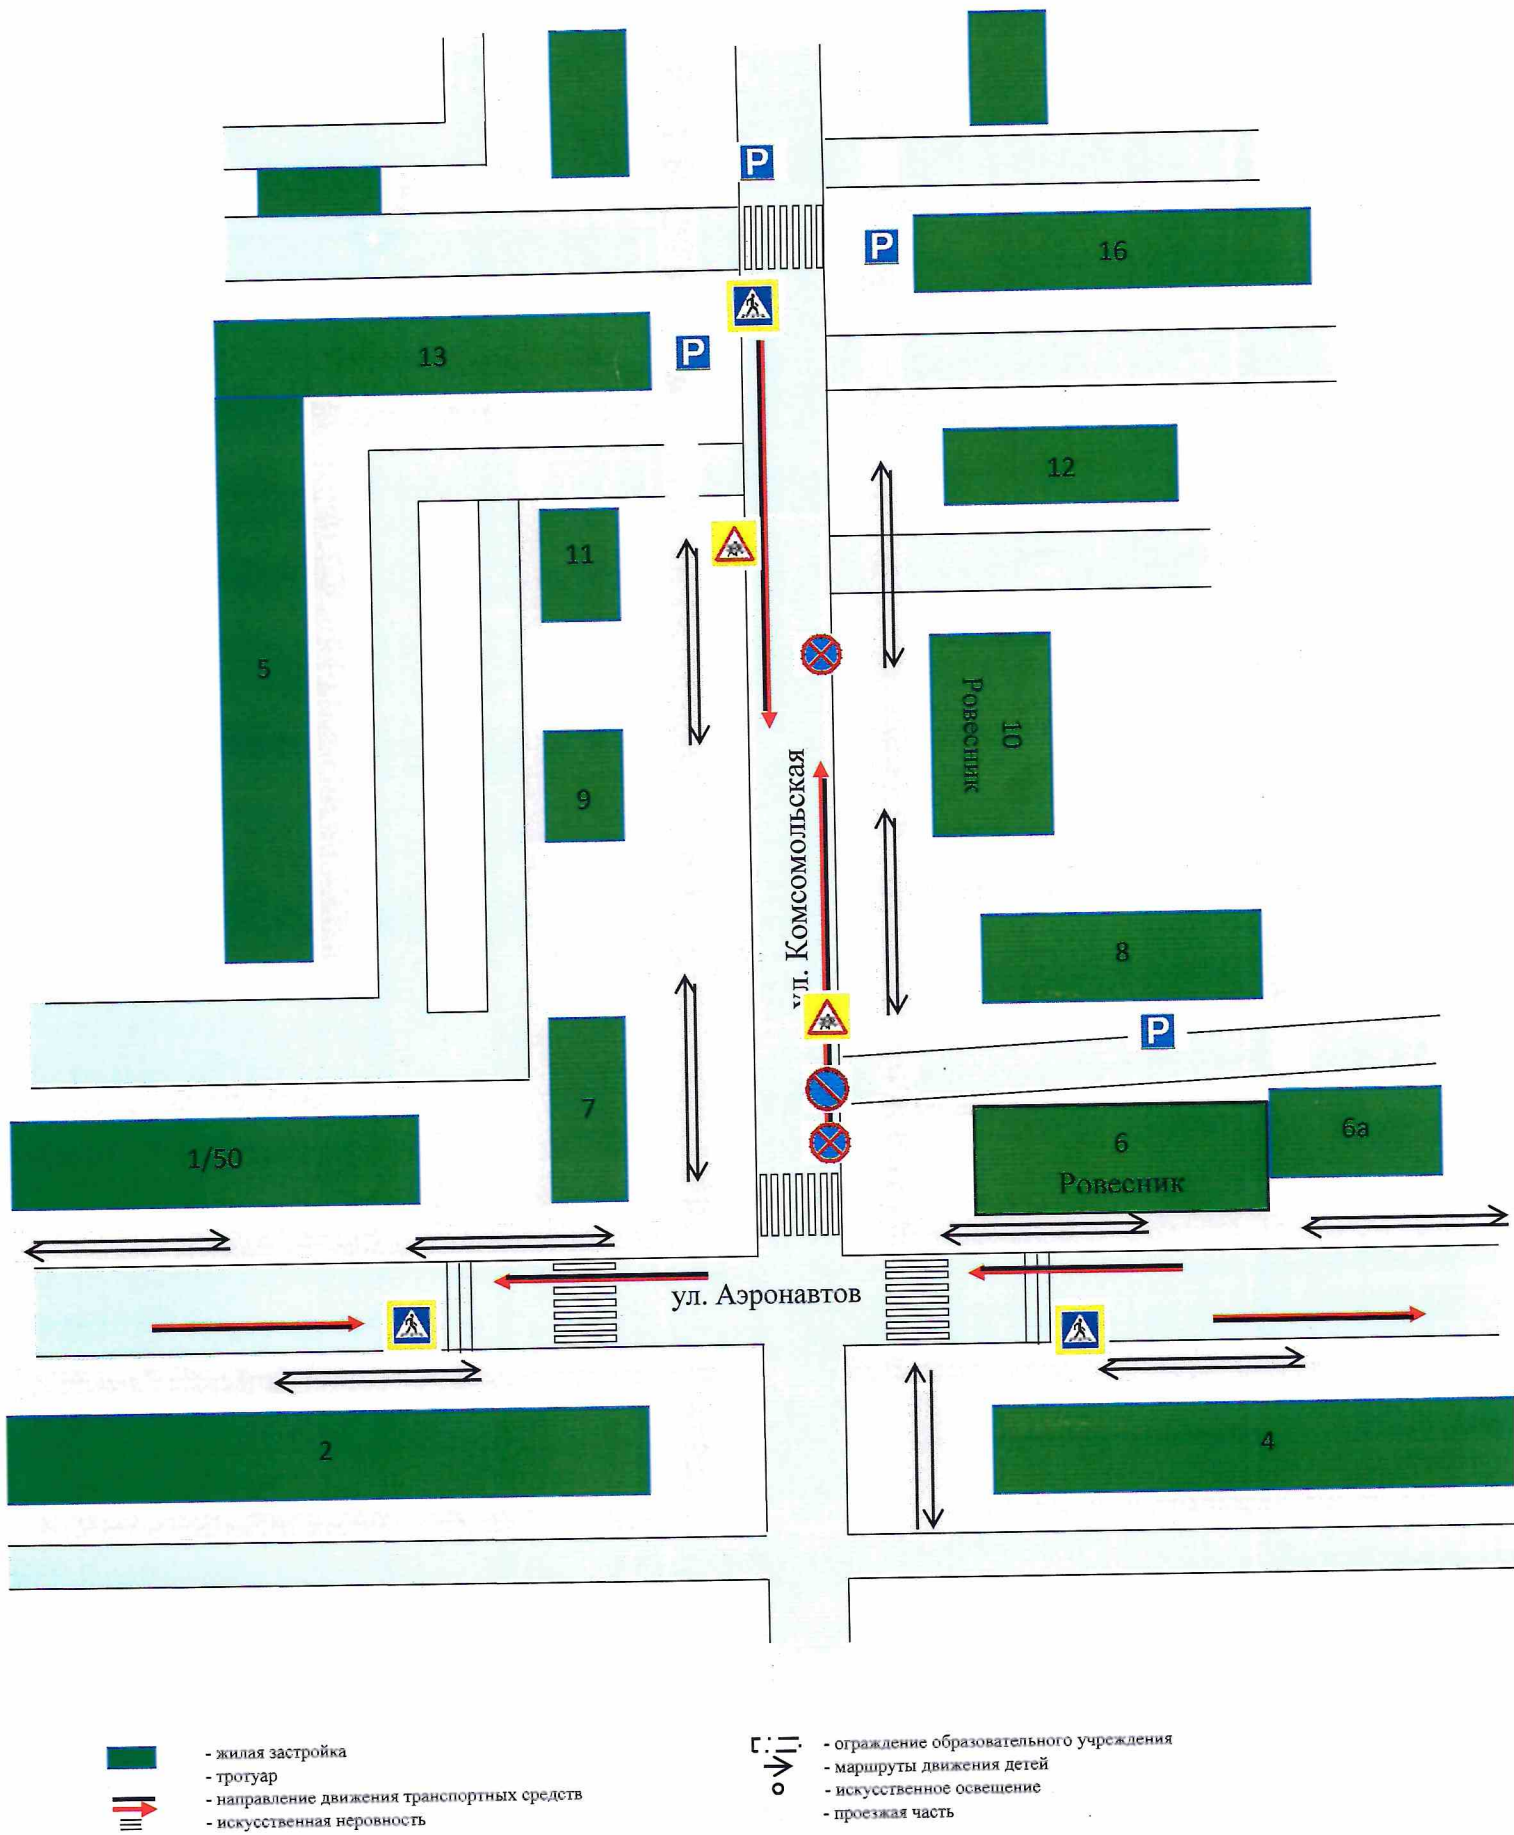 P
16
P
13
P
12
11
5
10
Ровесник
9
ул. Комсомольская
8
P
7
6
Ровесник
6а
1/50
ул. Аэронавтов
2
4
- жилая застройка
- тротуар
- направление движения транспортных средств
- искусственная неровность
- ограждение образовательного учреждения
- маршруты движения детей
- искусственное освещение
- проезжая часть